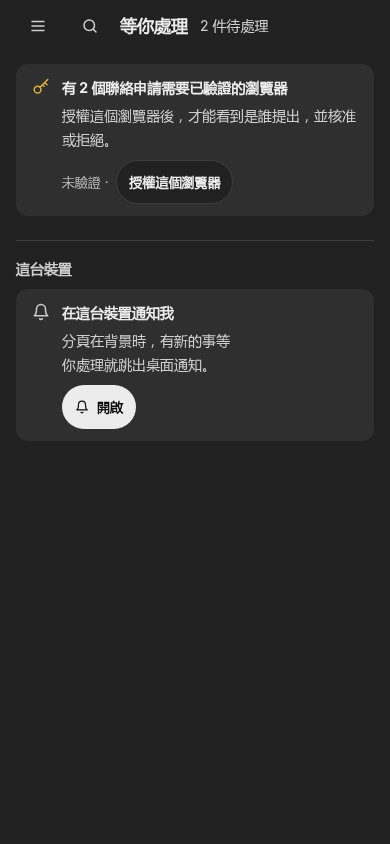 等你處理 2 件待處理
有 2 個聯絡申請需要已驗證的瀏覽器
授權這個瀏覽器後，才能看到是誰提出，並核准
或拒絕。
未驗證 · 授權這個瀏覽器
這台裝置
在這台裝置通知我
分頁在背景時，有新的事等
你處理就跳出桌面通知。
開啟